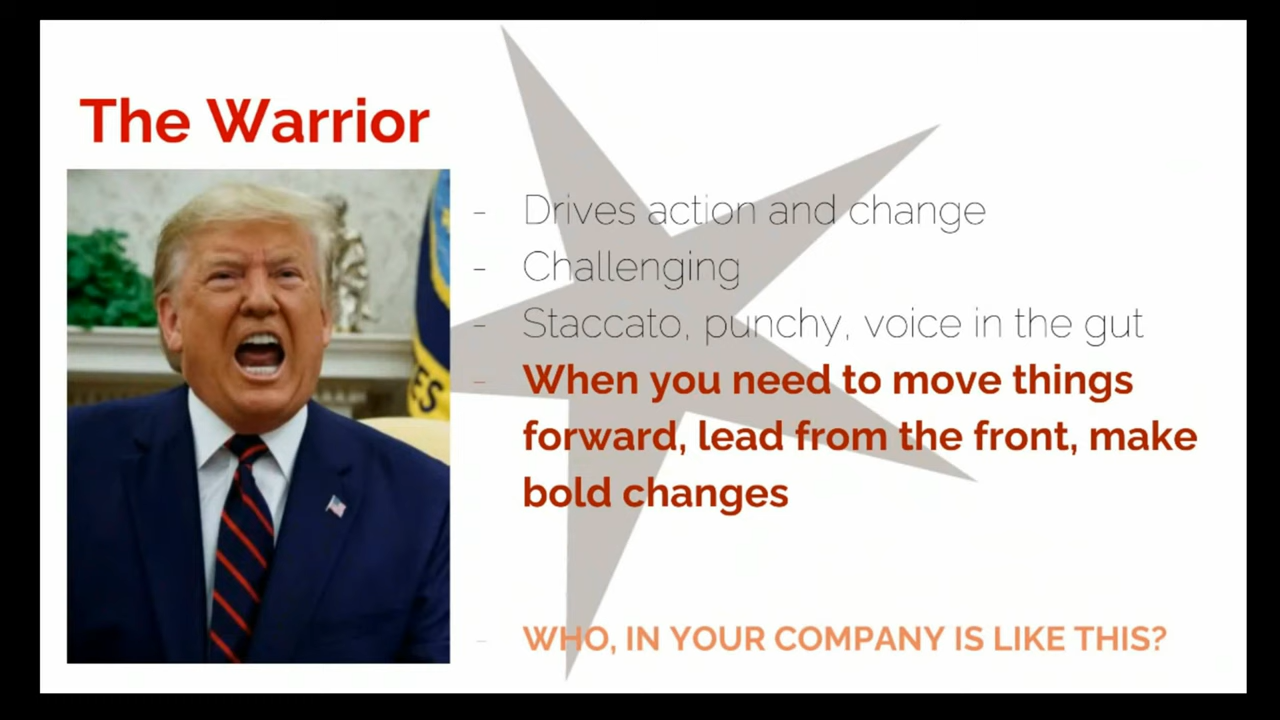 The Warrior
- Drives action and change
- Challenging
- Staccato, punchy, voice in the gut
- When you need to move things
forward, lead from the front, make
bold changes
- WHO, IN YOUR COMPANY IS LIKE THIS?
ES